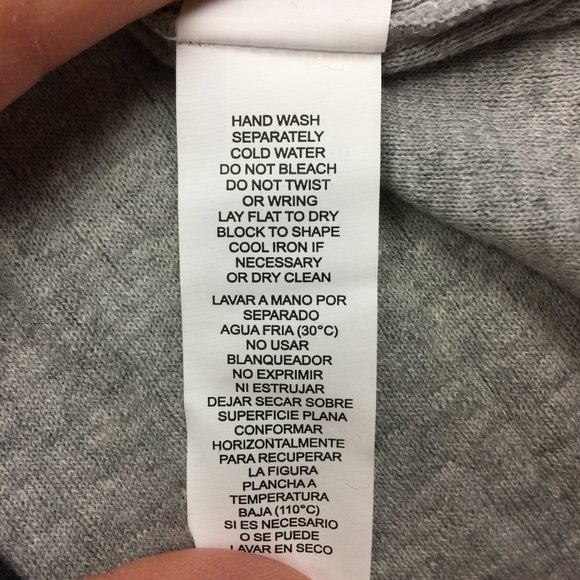 HAND WASH
SEPARATELY
COLD WATER
DO NOT BLEACH
DO NOT TWIST
OR WRING
LAY FLAT TO DRY
BLOCK TO SHAPE
COOL IRON IF
NECESSARY
OR DRY CLEAN
LAVAR A MANO POR
SEPARADO
AGUA FRIA (30°C)
NO USAR
BLANQUEADOR
NO EXPRIMIR
NI ESTRUJAR
DEJAR SECAR SOBRE
SUPERFICIE PLANA
CONFORMAR
HORIZONTALMENTE
PARA RECUPERAR
LA FIGURA
PLANCHA A
TEMPERATURA
BAJA (110°C)
SI ES NECESARIO
O SE PUEDE
LAVAR EN SECO